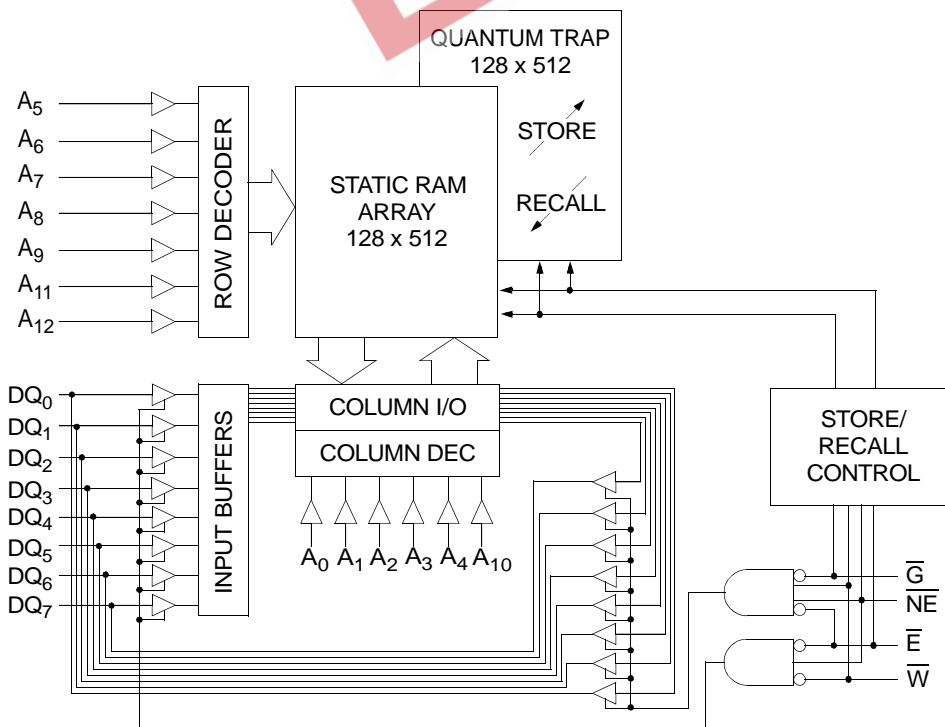 QUANTUM TRAP
128 x 512
STORE
RECALL
A5
A6
A7
A8
A9
A11
A12
ROW DECODER
STATIC RAM
ARRAY
128 x 512
DQ0
DQ1
DQ2
DQ3
DQ4
DQ5
DQ6
DQ7
INPUT BUFFERS
COLUMN I/O
COLUMN DEC
A0 A1 A2 A3 A4 A10
STORE/
RECALL
CONTROL
G̅
N̅E̅
E̅
W̅